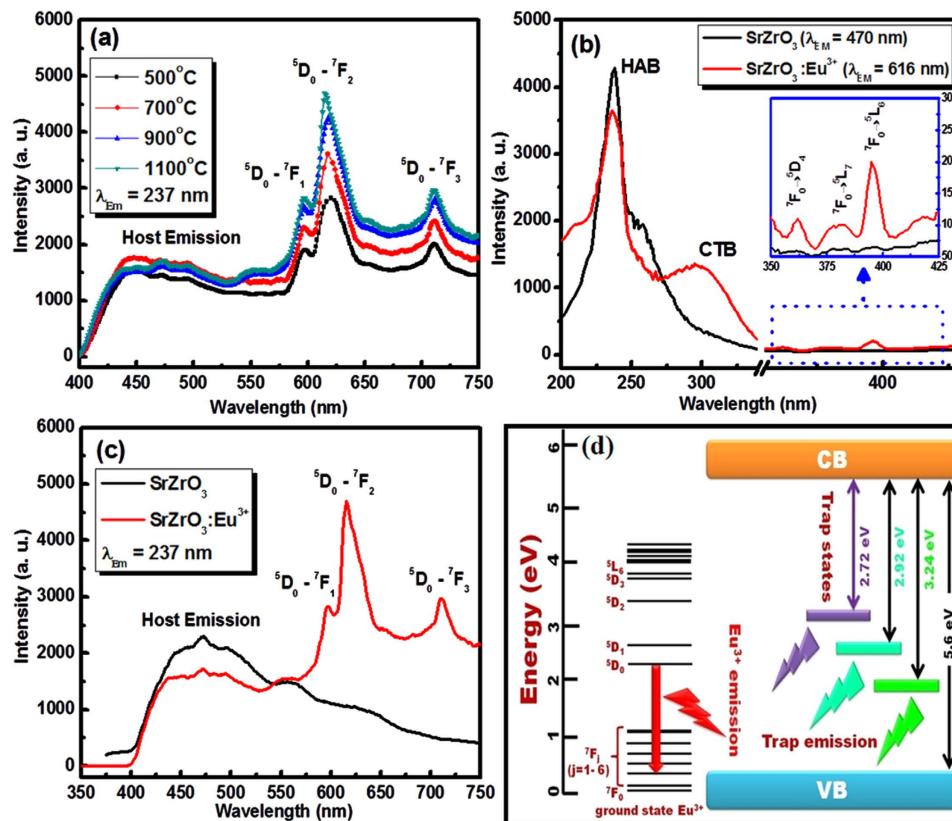 (a)
500°C
700°C
900°C
1100°C
λEm = 237 nm
Host Emission
⁵D₀ - ⁷F₁
⁵D₀ - ⁷F₂
⁵D₀ - ⁷F₃
Intensity (a. u.)
6000
5000
4000
3000
2000
1000
0
400 450 500 550 600 650 700 750
Wavelength (nm)
(b)
SrZrO₃ (λEM = 470 nm)
SrZrO₃:Eu³⁺ (λEM = 616 nm)
HAB
CTB
⁷F₀→⁵D₄
⁷F₀→⁵L₇
⁷F₀→⁵L₆
350 375 400 425
Intensity (a. u.)
5000
4000
3000
2000
1000
0
200 250 300 400
Wavelength (nm)
(c)
SrZrO₃
SrZrO₃:Eu³⁺
λEm = 237 nm
Host Emission
⁵D₀ - ⁷F₁
⁵D₀ - ⁷F₂
⁵D₀ - ⁷F₃
Intensity (a. u.)
6000
5000
4000
3000
2000
1000
0
350 400 450 500 550 600 650 700 750
Wavelength (nm)
(d)
Energy (eV)
6
5
4
3
2
1
0
CB
Trap states
2.72 eV
2.92 eV
3.24 eV
5.6 eV
⁵L₆
⁵D₃
⁵D₂
⁵D₁
⁵D₀
Eu³⁺ emission
Trap emission
⁷Fj
(j=1- 6)
⁷F₀
ground state Eu³⁺
VB